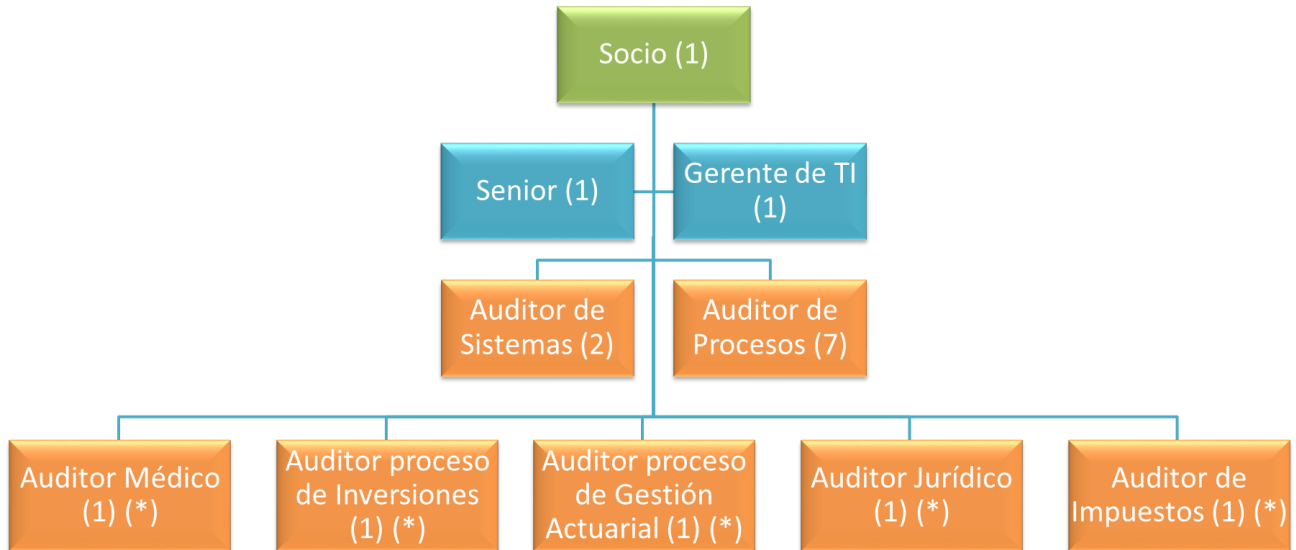 Socio (1)
Senior (1)
Gerente de TI
(1)
Auditor de
Sistemas (2)
Auditor de
Procesos (7)
Auditor Médico
(1) (*)
Auditor proceso
de Inversiones
(1) (*)
Auditor proceso
de Gestión
Actuarial (1) (*)
Auditor Jurídico
(1) (*)
Auditor de
Impuestos (1) (*)